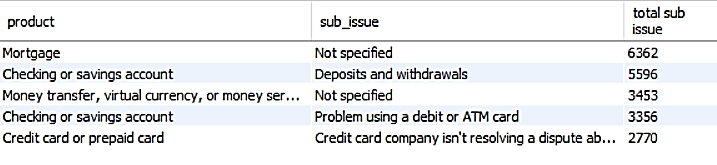 product sub_issue total sub issue
Mortgage Not specified 6362
Checking or savings account Deposits and withdrawals 5596
Money transfer, virtual currency, or money ser... Not specified 3453
Checking or savings account Problem using a debit or ATM card 3356
Credit card or prepaid card Credit card company isn't resolving a dispute ab... 2770